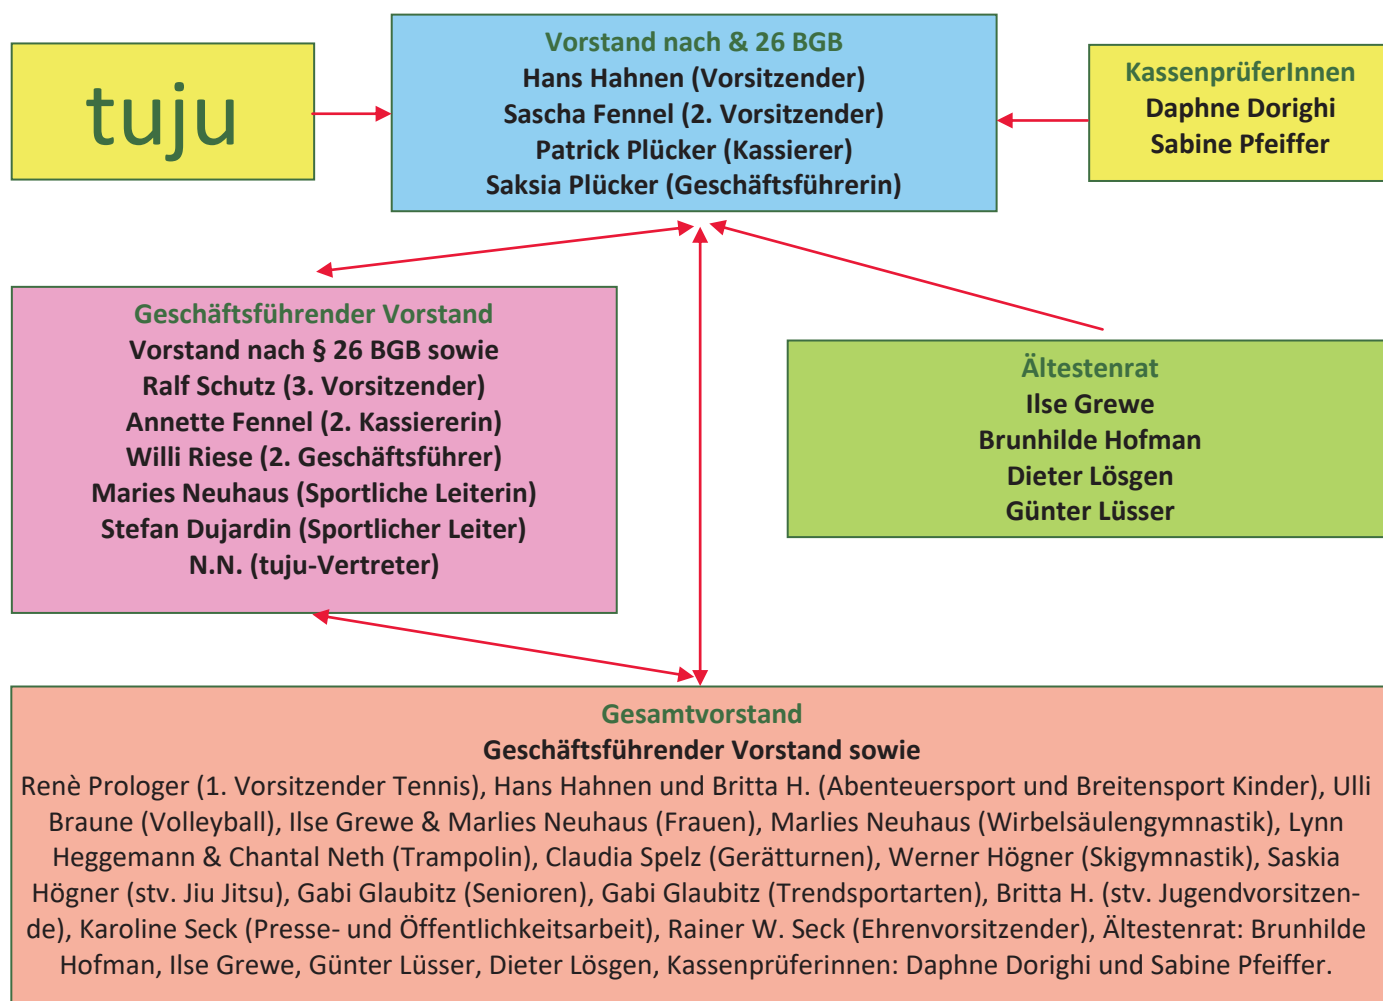 tuju
Vorstand nach & 26 BGB
Hans Hahnen (Vorsitzender)
Sascha Fennel (2. Vorsitzender)
Patrick Plücker (Kassierer)
Saksia Plücker (Geschäftsführerin)
KassenprüferInnen
Daphne Dorighi
Sabine Pfeiffer
Geschäftsführender Vorstand
Vorstand nach § 26 BGB sowie
Ralf Schutz (3. Vorsitzender)
Annette Fennel (2. Kassiererin)
Willi Riese (2. Geschäftsführer)
Maries Neuhaus (Sportliche Leiterin)
Stefan Dujardin (Sportlicher Leiter)
N.N. (tuju-Vertreter)
Ältestenrat
Ilse Grewe
Brunhilde Hofman
Dieter Lösgen
Günter Lüsser
Gesamtvorstand
Geschäftsführender Vorstand sowie
Renè Prologer (1. Vorsitzender Tennis), Hans Hahnen und Britta H. (Abenteuersport und Breitensport Kinder), Ulli
Braune (Volleyball), Ilse Grewe & Marlies Neuhaus (Frauen), Marlies Neuhaus (Wirbelsäulengymnastik), Lynn
Heggemann & Chantal Neth (Trampolin), Claudia Spelz (Gerätturnen), Werner Högner (Skigymnastik), Saskia
Högner (stv. Jiu Jitsu), Gabi Glaubitz (Senioren), Gabi Glaubitz (Trendsportarten), Britta H. (stv. Jugendvorsitzen-
de), Karoline Seck (Presse- und Öffentlichkeitsarbeit), Rainer W. Seck (Ehrenvorsitzender), Ältestenrat: Brunhilde
Hofman, Ilse Grewe, Günter Lüsser, Dieter Lösgen, Kassenprüferinnen: Daphne Dorighi und Sabine Pfeiffer.